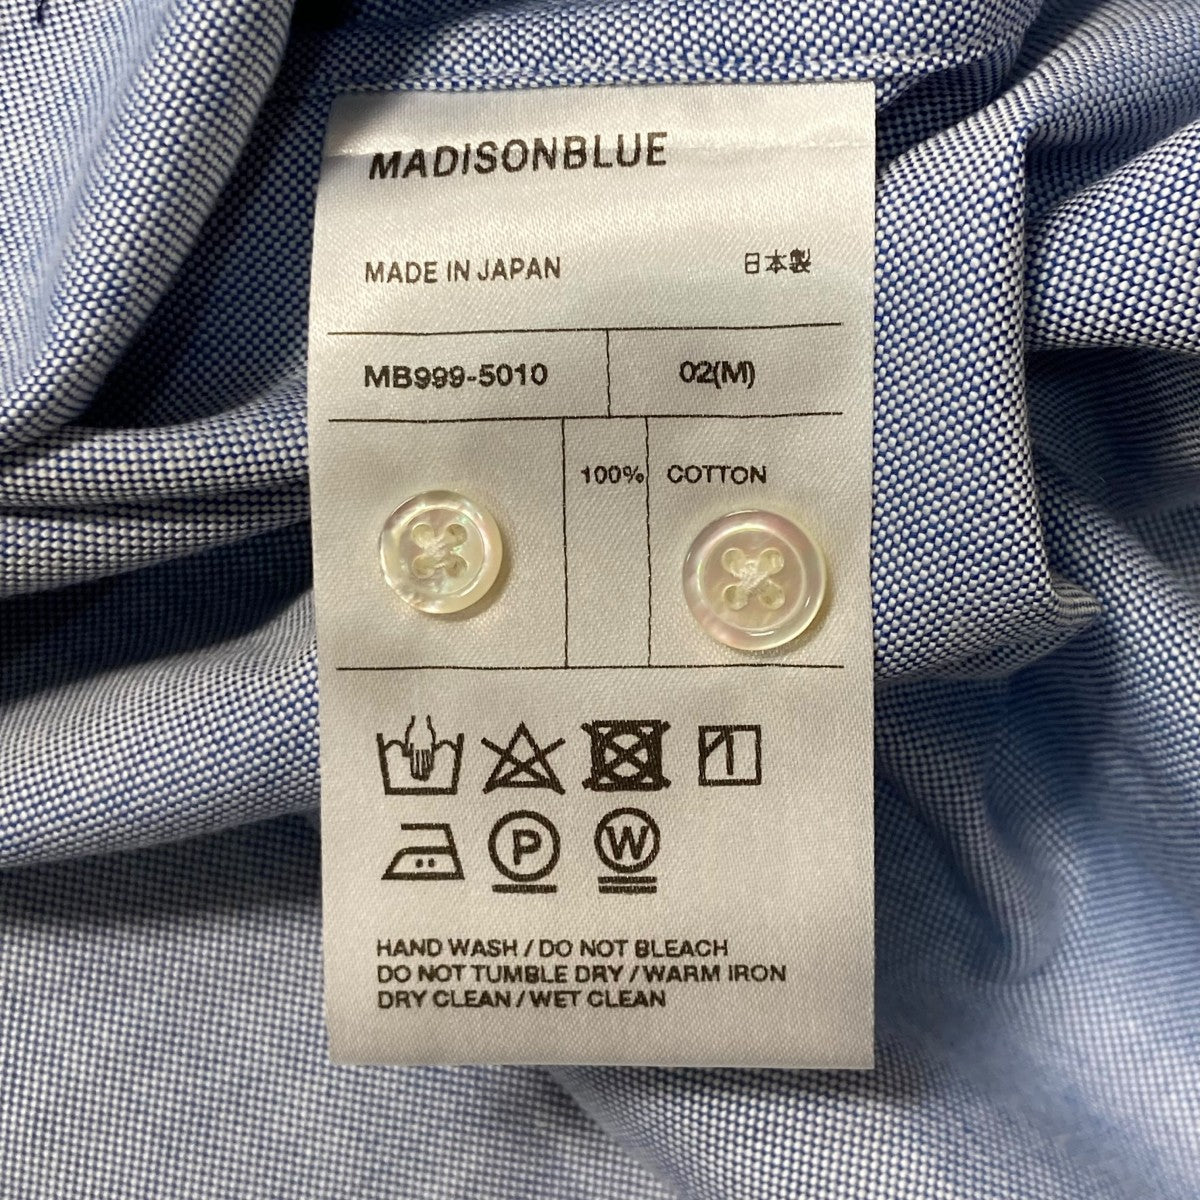 MADISONBLUE
MADE IN JAPAN 日本製
MB999-5010 02(M)
100% COTTON
P W
HAND WASH / DO NOT BLEACH
DO NOT TUMBLE DRY / WARM IRON
DRY CLEAN / WET CLEAN